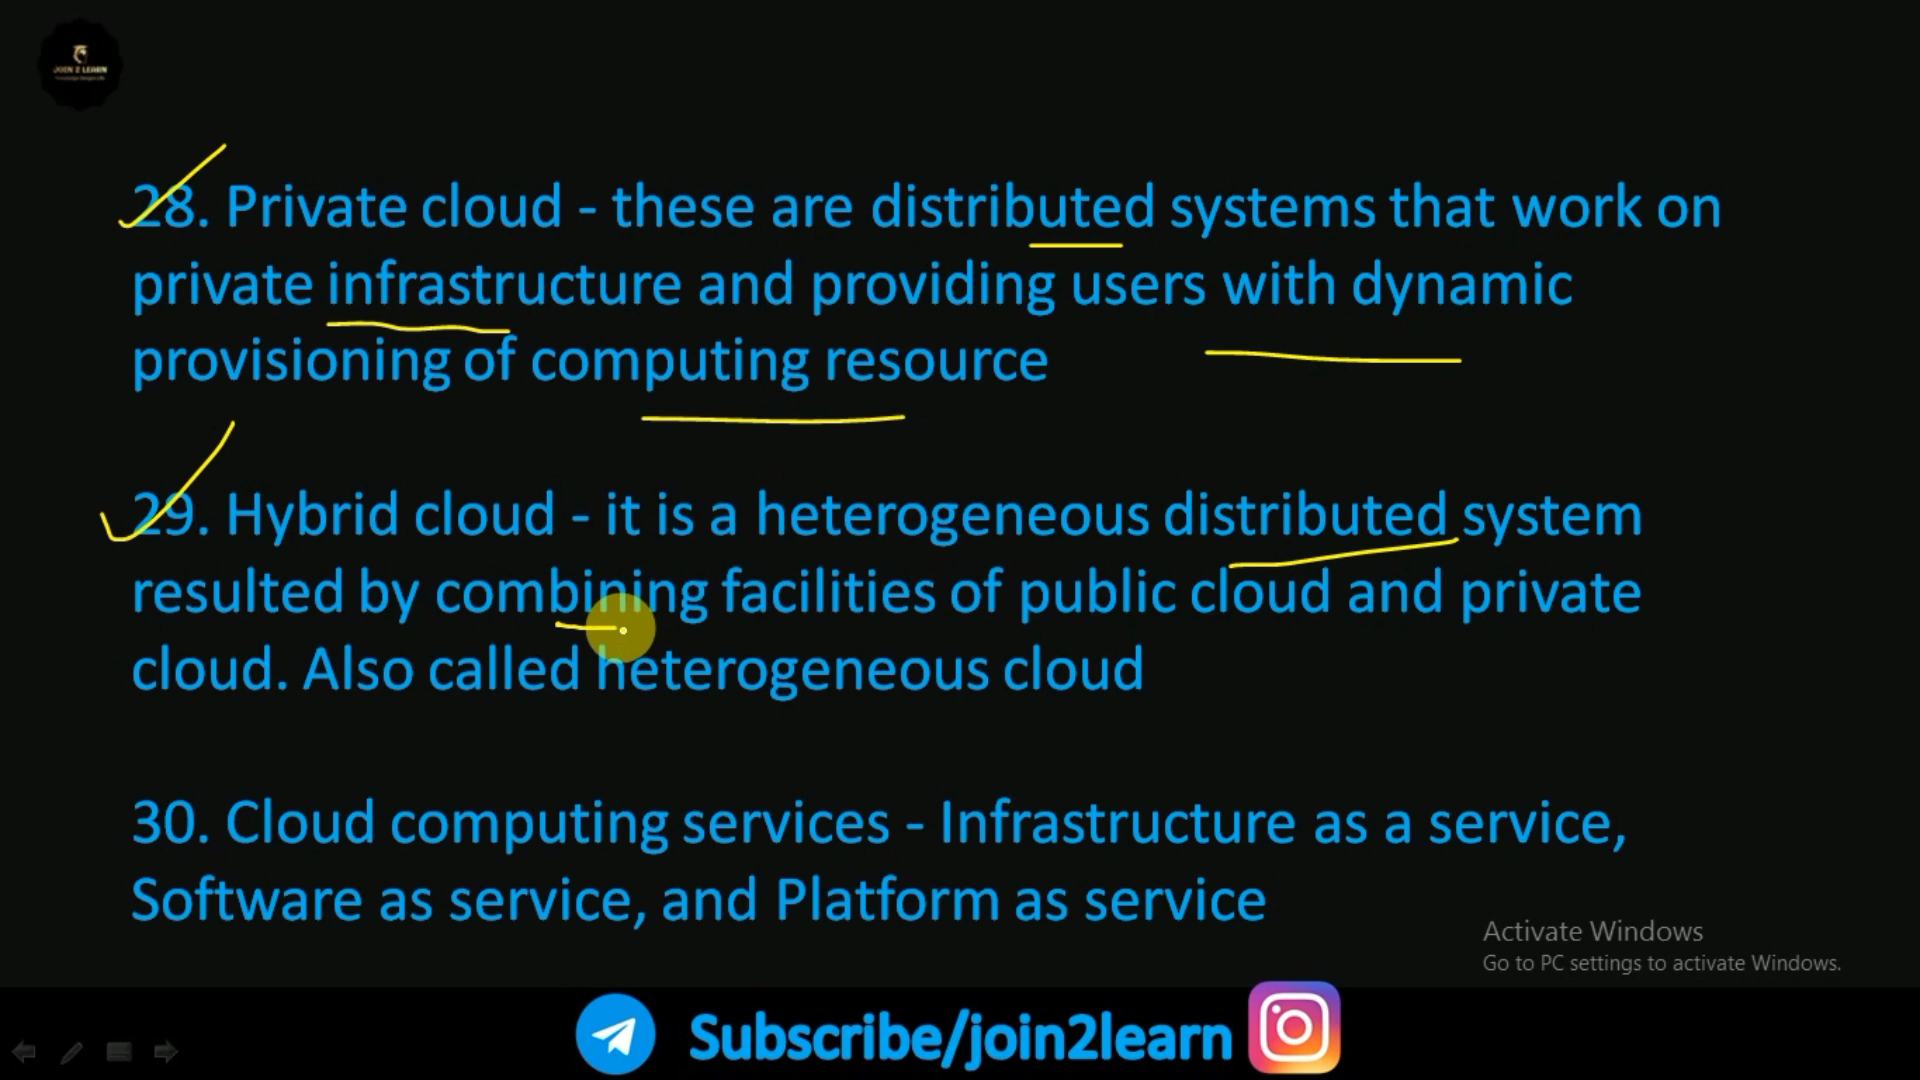 JOIN 2 LEARN
28. Private cloud - these are distributed systems that work on
private infrastructure and providing users with dynamic
provisioning of computing resource
29. Hybrid cloud - it is a heterogeneous distributed system
resulted by combining facilities of public cloud and private
cloud. Also called heterogeneous cloud
30. Cloud computing services - Infrastructure as a service,
Software as service, and Platform as service
Activate Windows
Go to PC settings to activate Windows.
Subscribe/join2learn